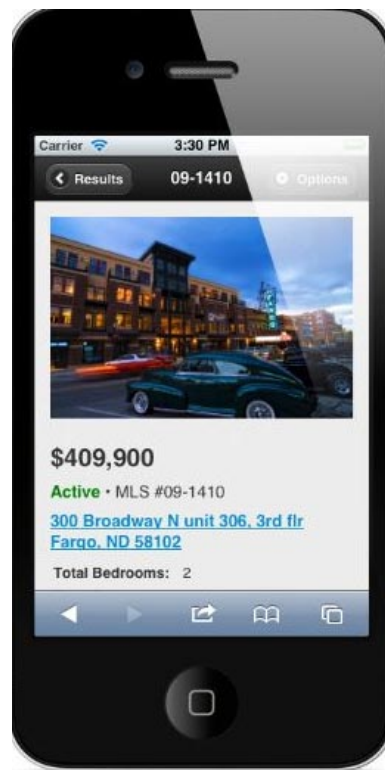 Carrier 3:30 PM
Results 09-1410 Options
FARGO
$409,900
Active • MLS #09-1410
300 Broadway N unit 306, 3rd flr
Fargo, ND 58102
Total Bedrooms: 2